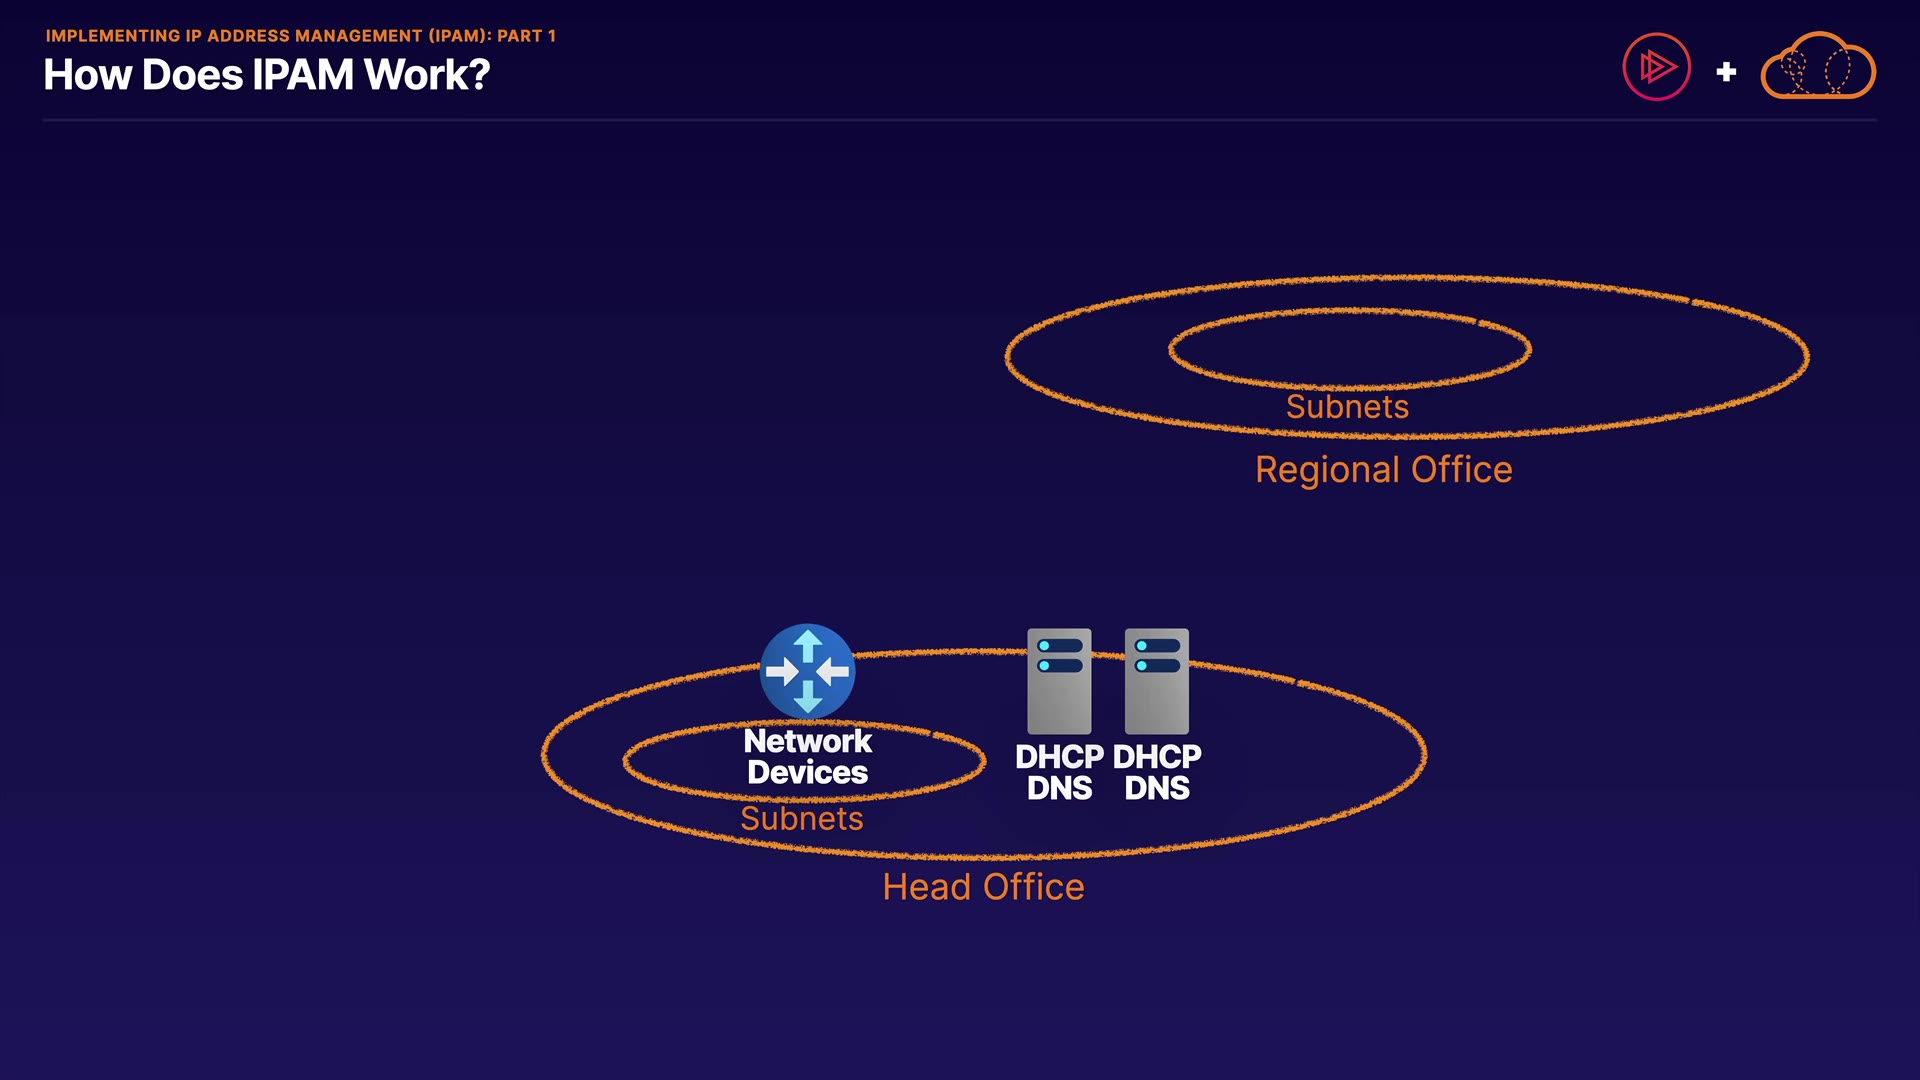 IMPLEMENTING IP ADDRESS MANAGEMENT (IPAM): PART 1
How Does IPAM Work?
Subnets
Regional Office
Network
Devices
DHCP
DNS
DHCP
DNS
Subnets
Head Office